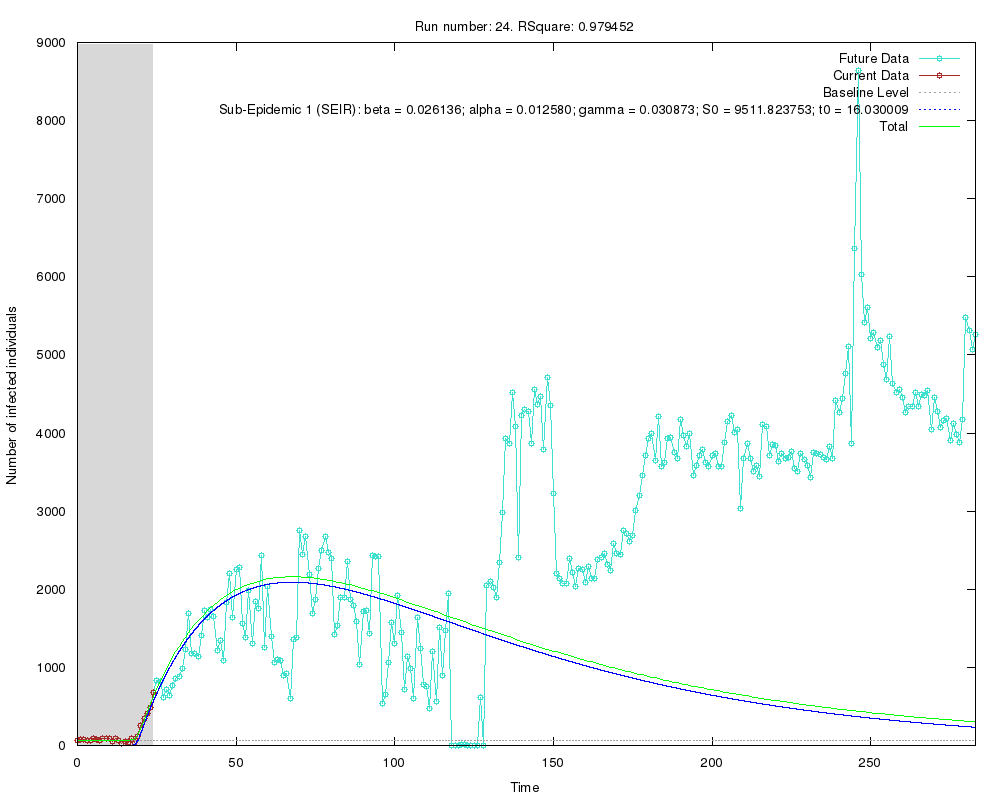 Run number: 24. RSquare: 0.979452
9000
8000
7000
6000
5000
4000
3000
2000
1000
0
Future Data
Current Data
Baseline Level
Sub-Epidemic 1 (SEIR): beta = 0.026136; alpha = 0.012580; gamma = 0.030873; S0 = 9511.823753; t0 = 16.030009
Total
Number of infected individuals
0 50 100 150 200 250
Time